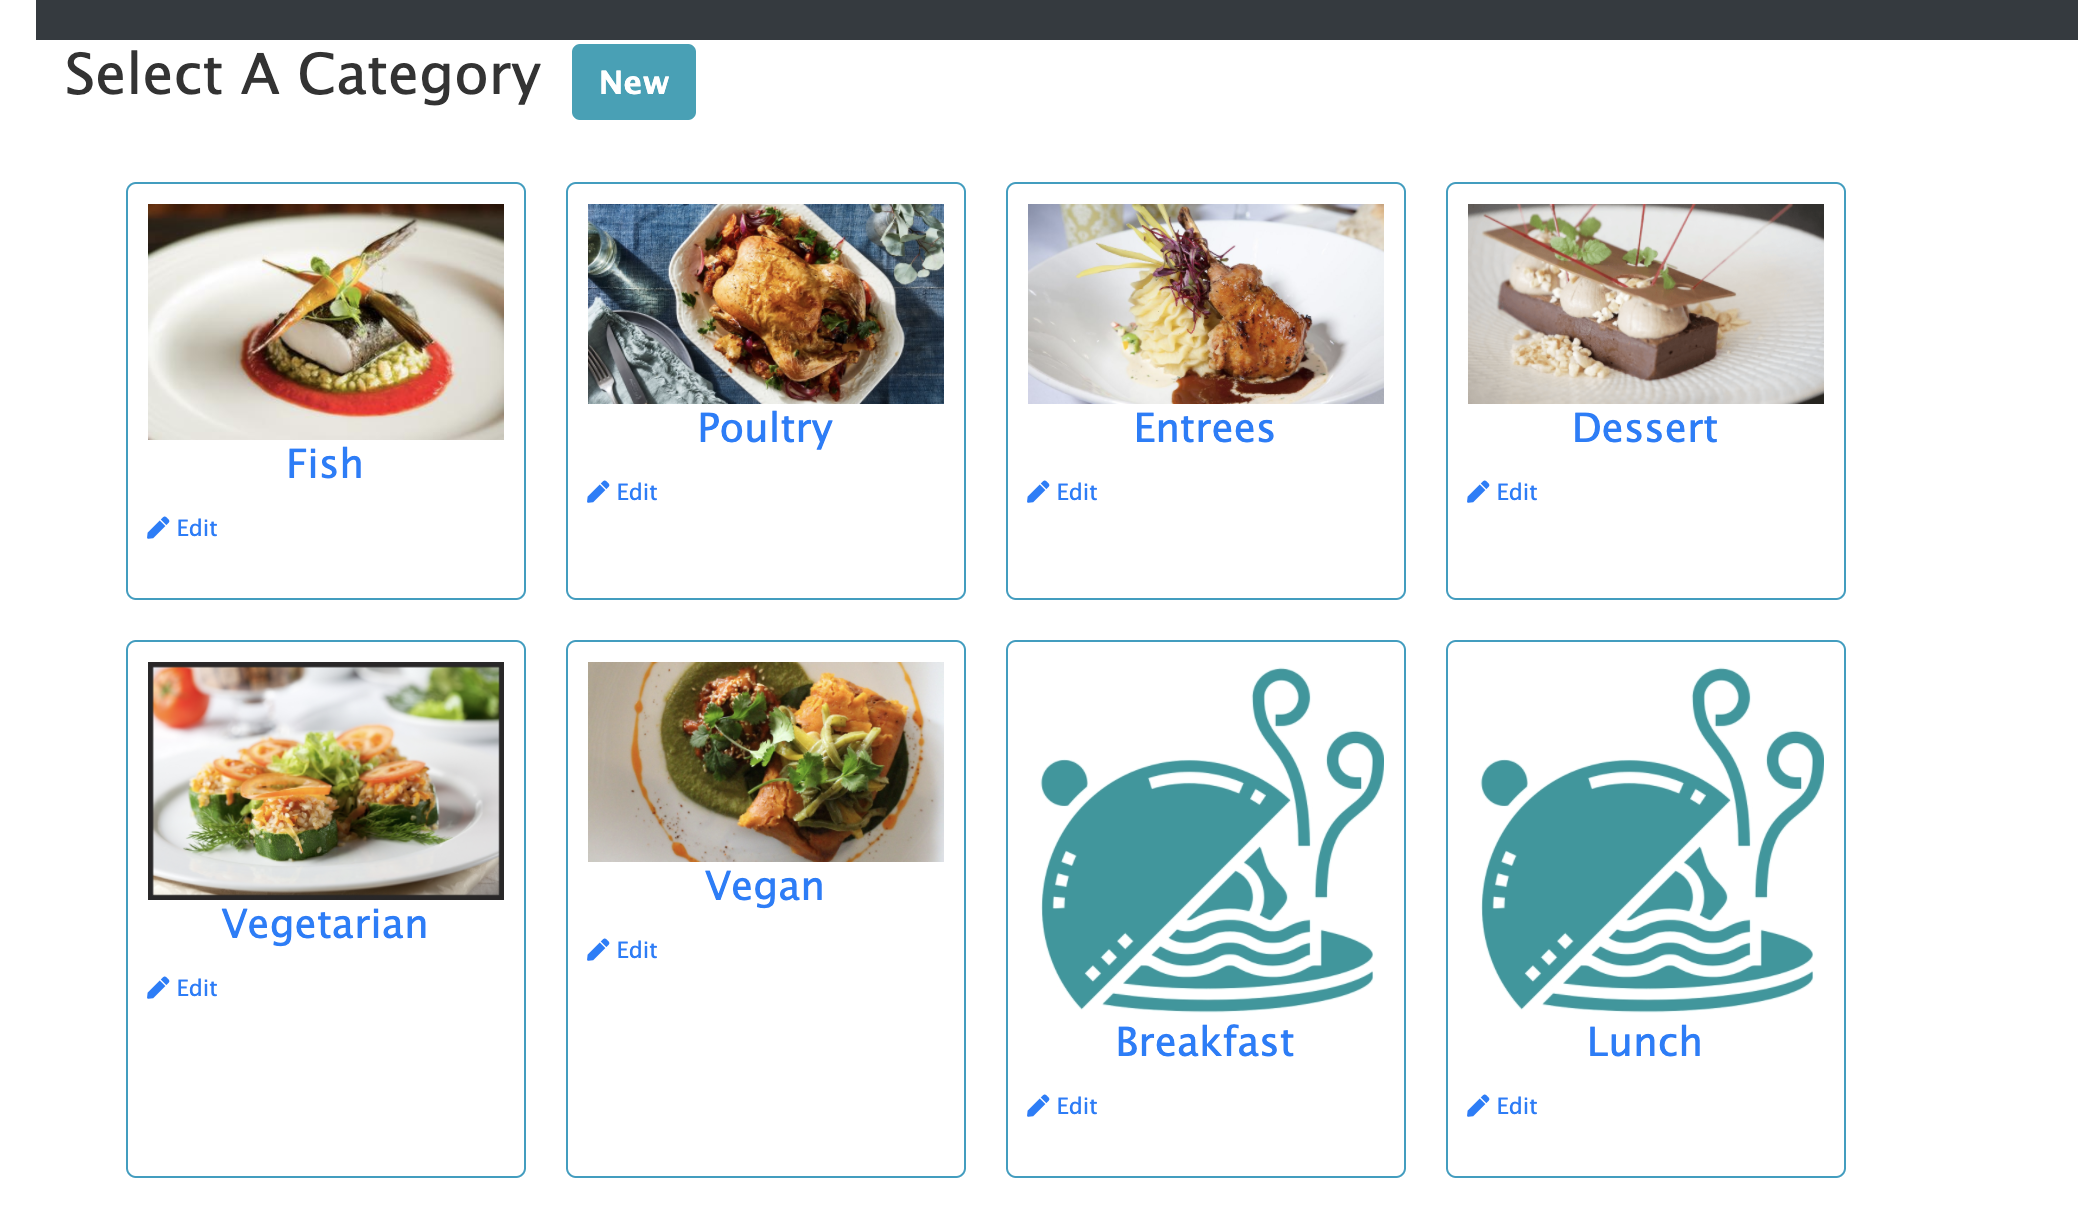 Select A Category New
Fish
Edit
Poultry
Edit
Entrees
Edit
Dessert
Edit
Vegetarian
Edit
Vegan
Edit
Breakfast
Edit
Lunch
Edit